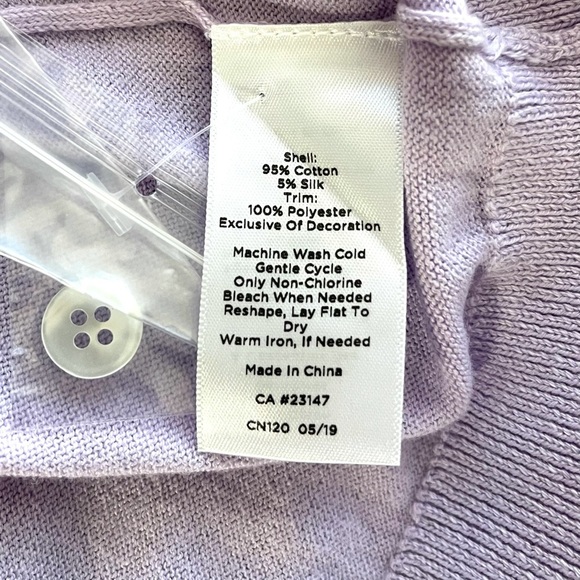 Shell:
95% Cotton
5% Silk
Trim:
100% Polyester
Exclusive Of Decoration
Machine Wash Cold
Gentle Cycle
Only Non-Chlorine
Bleach When Needed
Reshape, Lay Flat To
Dry
Warm Iron, If Needed
Made In China
CA #23147
CN120 05/19